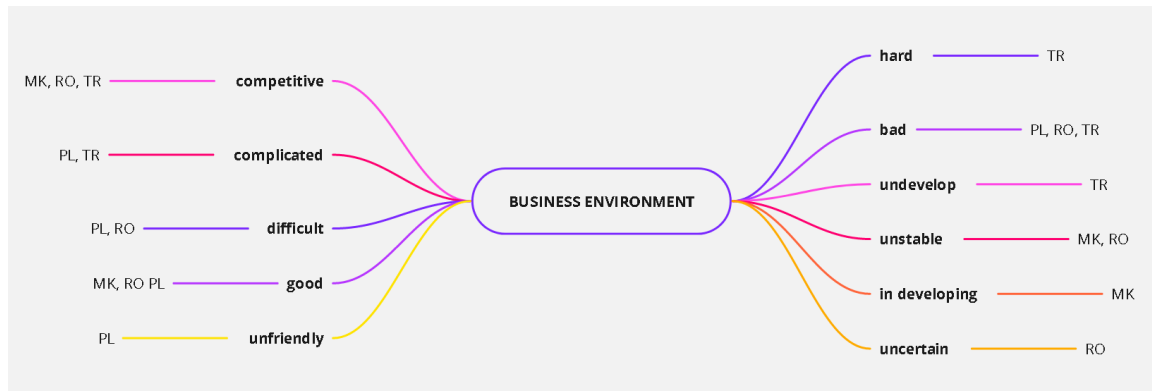 BUSINESS ENVIRONMENT
MK, RO, TR competitive
PL, TR complicated
PL, RO difficult
MK, RO PL good
PL unfriendly
hard TR
bad PL, RO, TR
undevelop TR
unstable MK, RO
in developing MK
uncertain RO